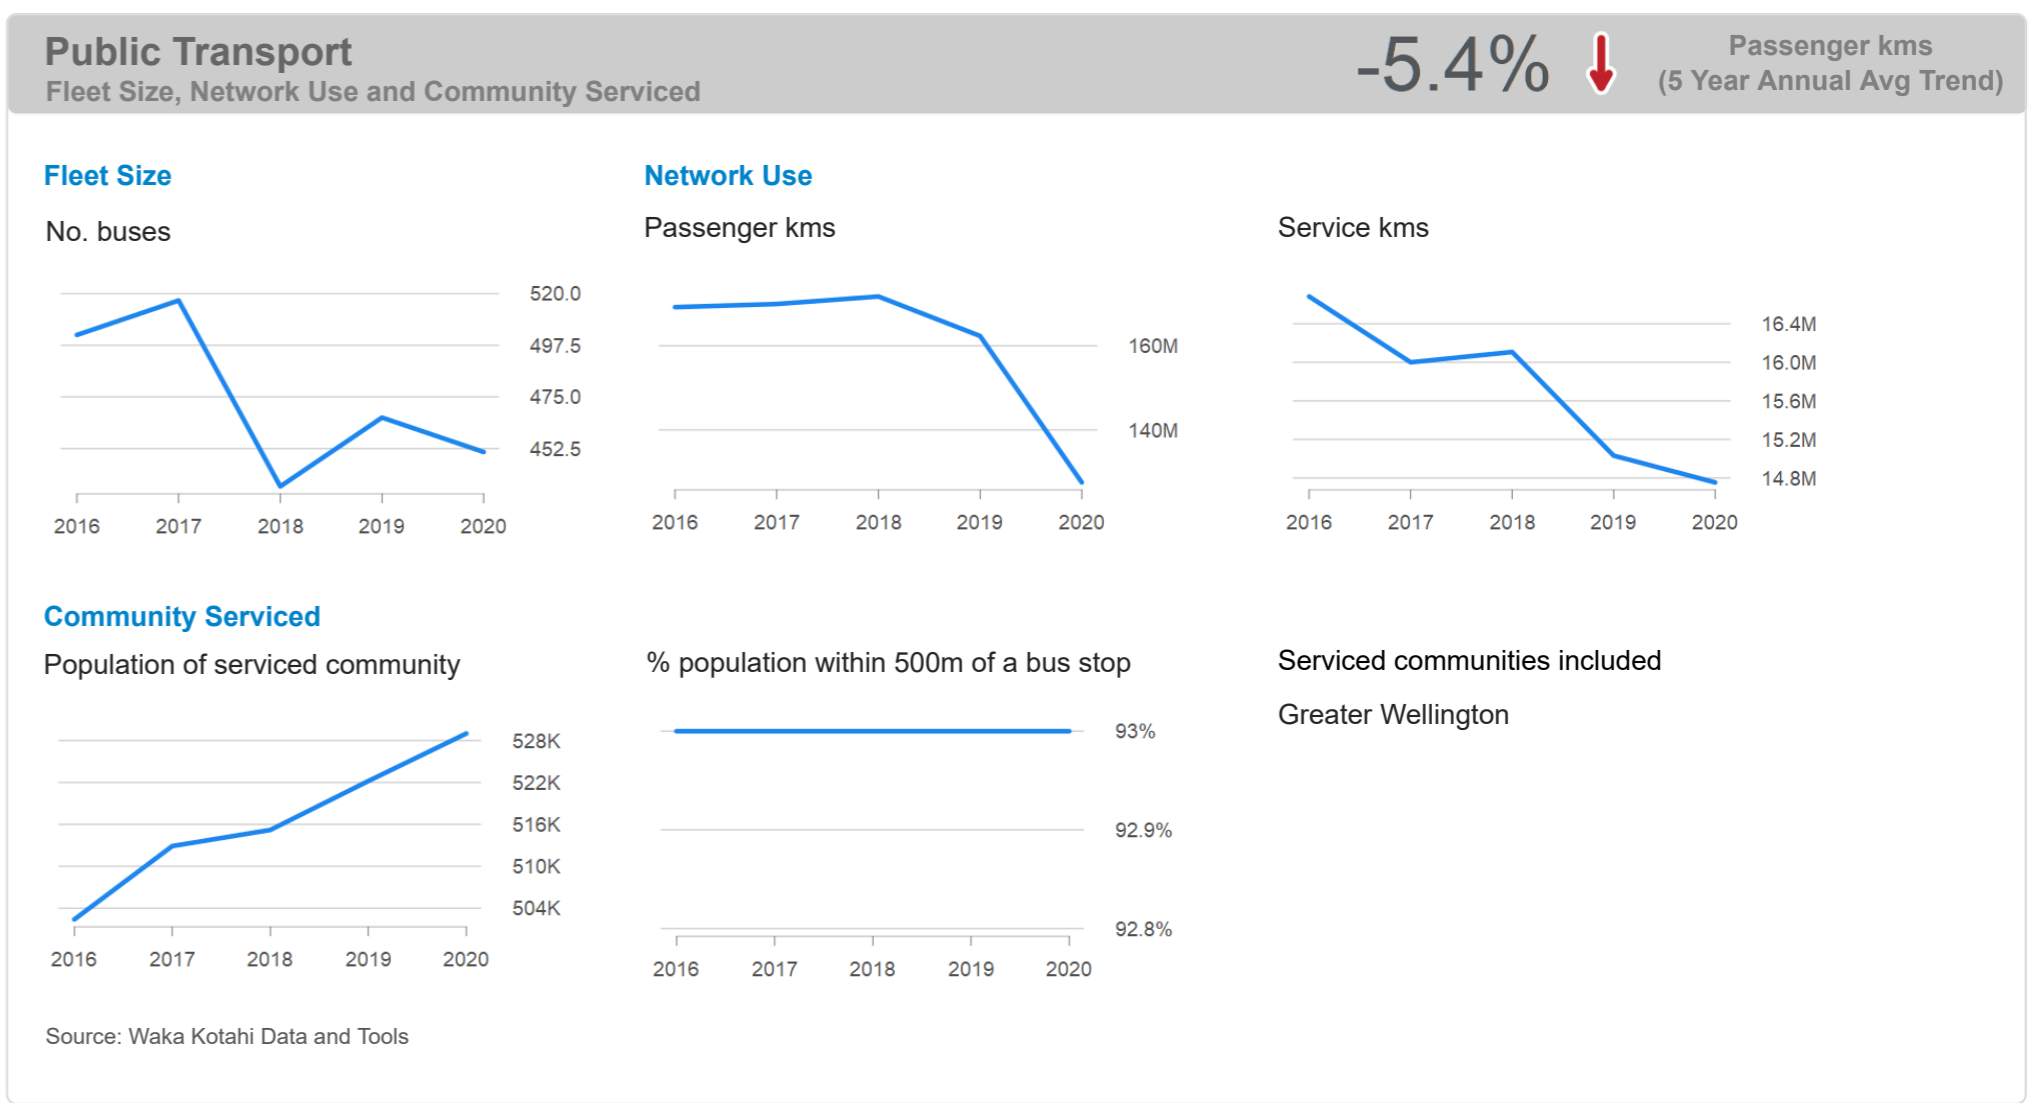 Public Transport
Fleet Size, Network Use and Community Serviced
-5.4%
Passenger kms
(5 Year Annual Avg Trend)
Fleet Size
No. buses
520.0
497.5
475.0
452.5
2016 2017 2018 2019 2020
Network Use
Passenger kms
160M
140M
2016 2017 2018 2019 2020
Service kms
16.4M
16.0M
15.6M
15.2M
14.8M
2016 2017 2018 2019 2020
Community Serviced
Population of serviced community
528K
522K
516K
510K
504K
2016 2017 2018 2019 2020
% population within 500m of a bus stop
93%
92.9%
92.8%
2016 2017 2018 2019 2020
Serviced communities included
Greater Wellington
Source: Waka Kotahi Data and Tools